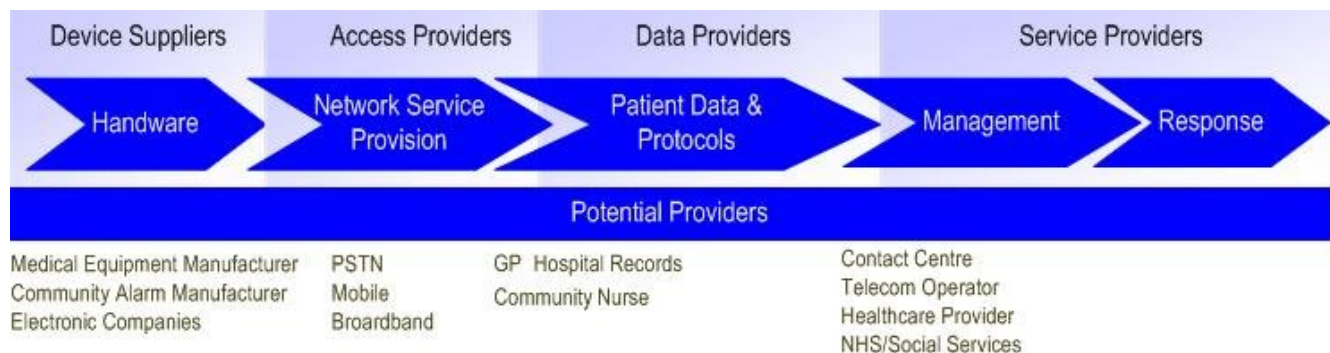 Device Suppliers
Access Providers
Data Providers
Service Providers
Handware
Network Service
Provision
Patient Data &
Protocols
Management
Response
Potential Providers
Medical Equipment Manufacturer
Community Alarm Manufacturer
Electronic Companies
PSTN
Mobile
Broardband
GP Hospital Records
Community Nurse
Contact Centre
Telecom Operator
Healthcare Provider
NHS/Social Services